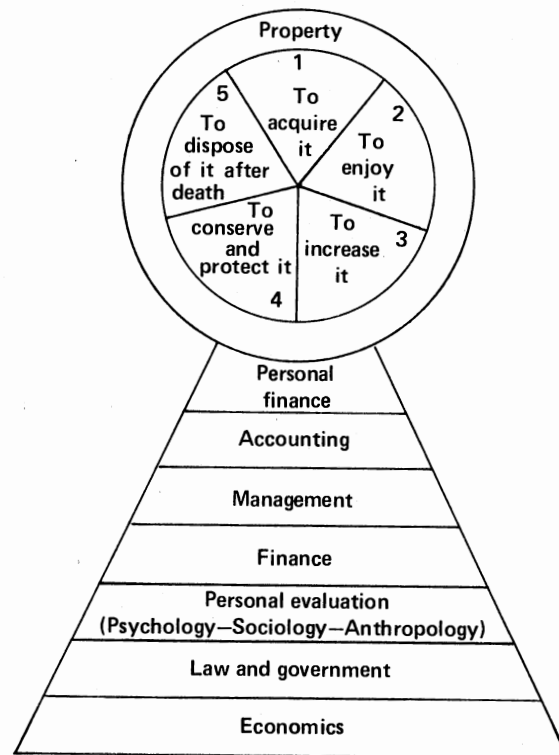 Property
1
To
acquire
it
2
To
enjoy
it
3
To
increase
it
4
To
conserve
and
protect it
5
To
dispose
of it after
death
Personal
finance
Accounting
Management
Finance
Personal evaluation
(Psychology—Sociology—Anthropology)
Law and government
Economics